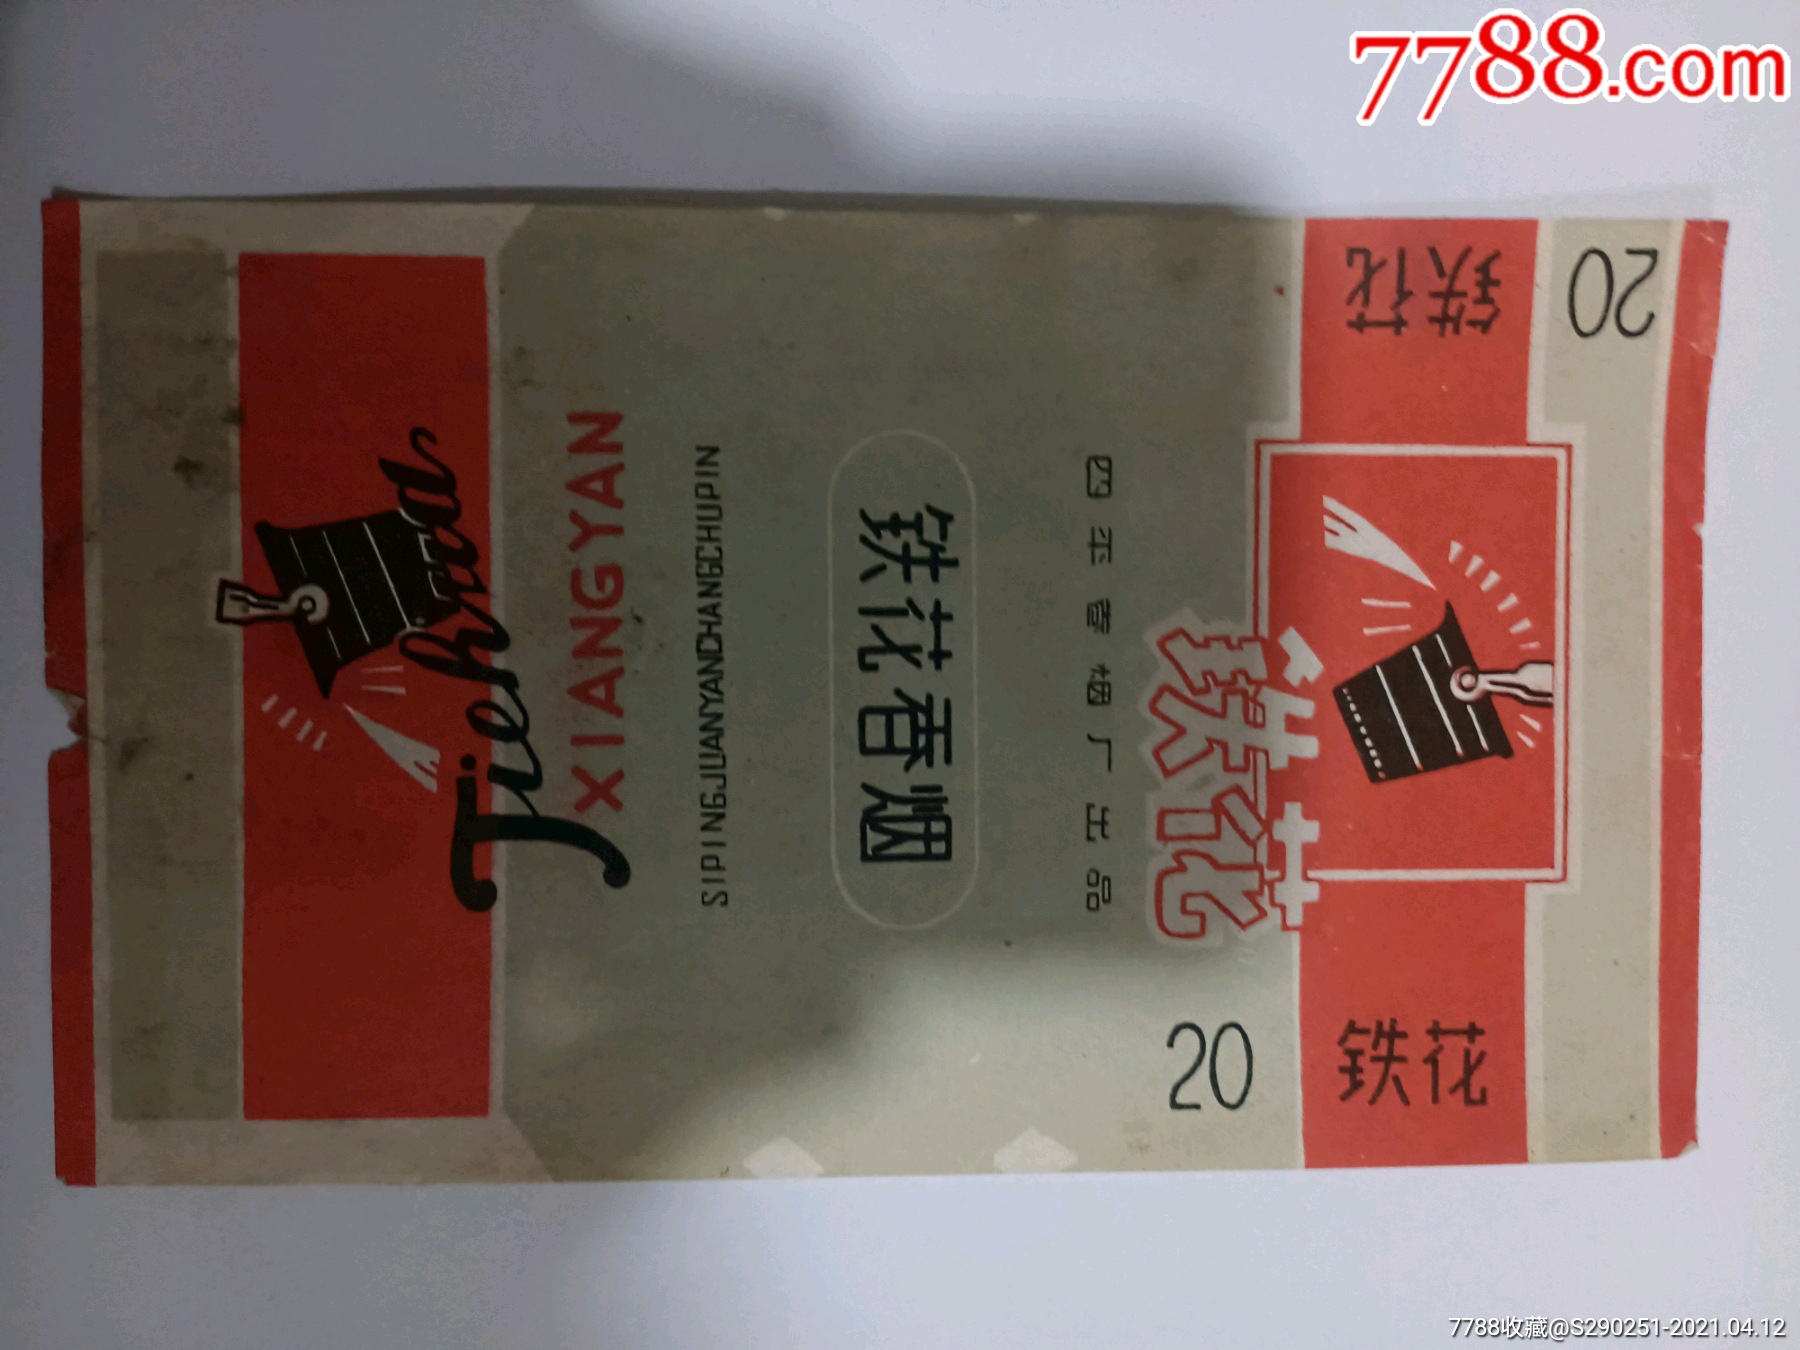 7788.com
铁花
20
Tiehua
XIANGYAN
SIPINGJUANYANCHANGCHUPIN
铁花香烟
四平卷烟厂出品
铁花
20
铁花
7788收藏@S290251-2021.04.12